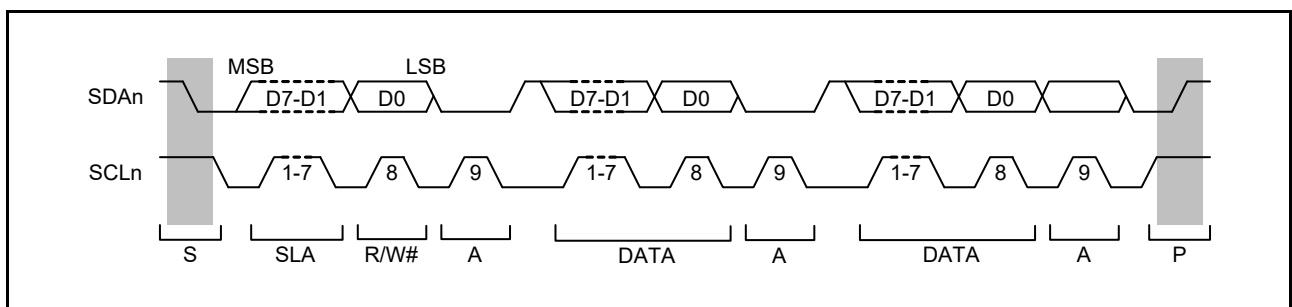 MSB LSB
SDAn D7-D1 D0 D7-D1 D0 D7-D1 D0
SCLn 1-7 8 9 1-7 8 9 1-7 8 9
S SLA R/W# A DATA A DATA A P